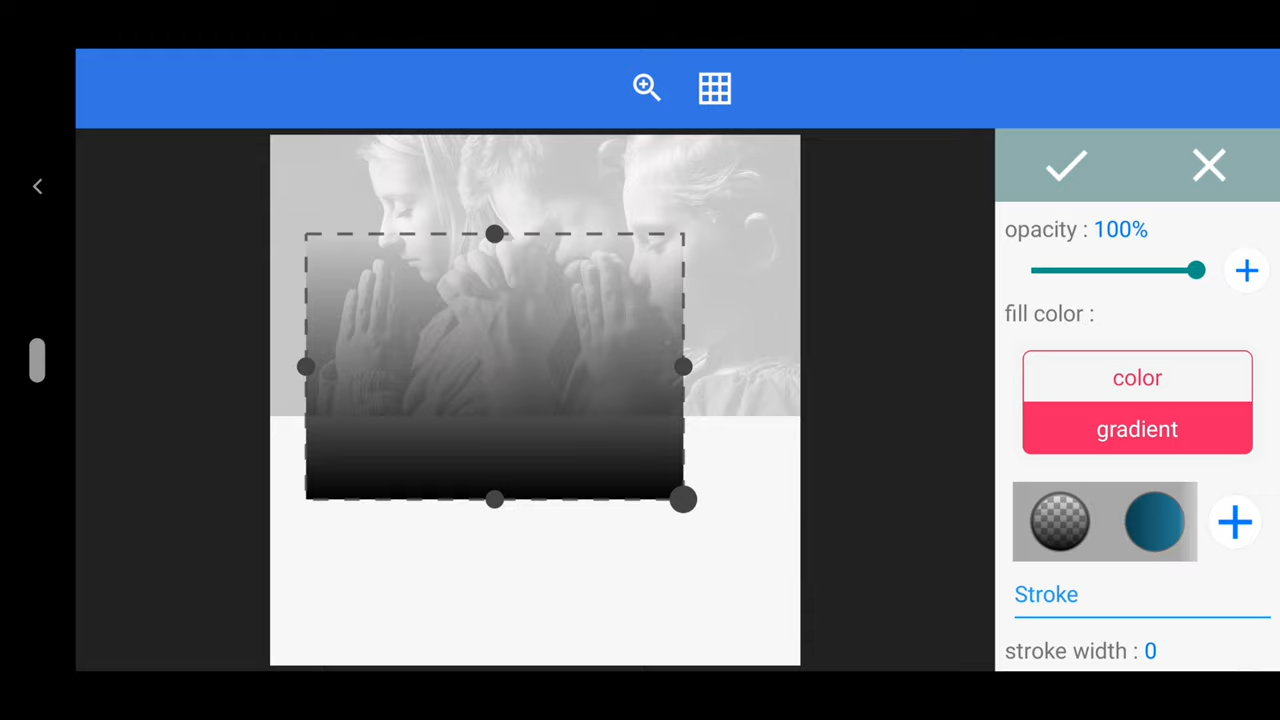 opacity : 100%
fill color :
color
gradient
Stroke
stroke width : 0